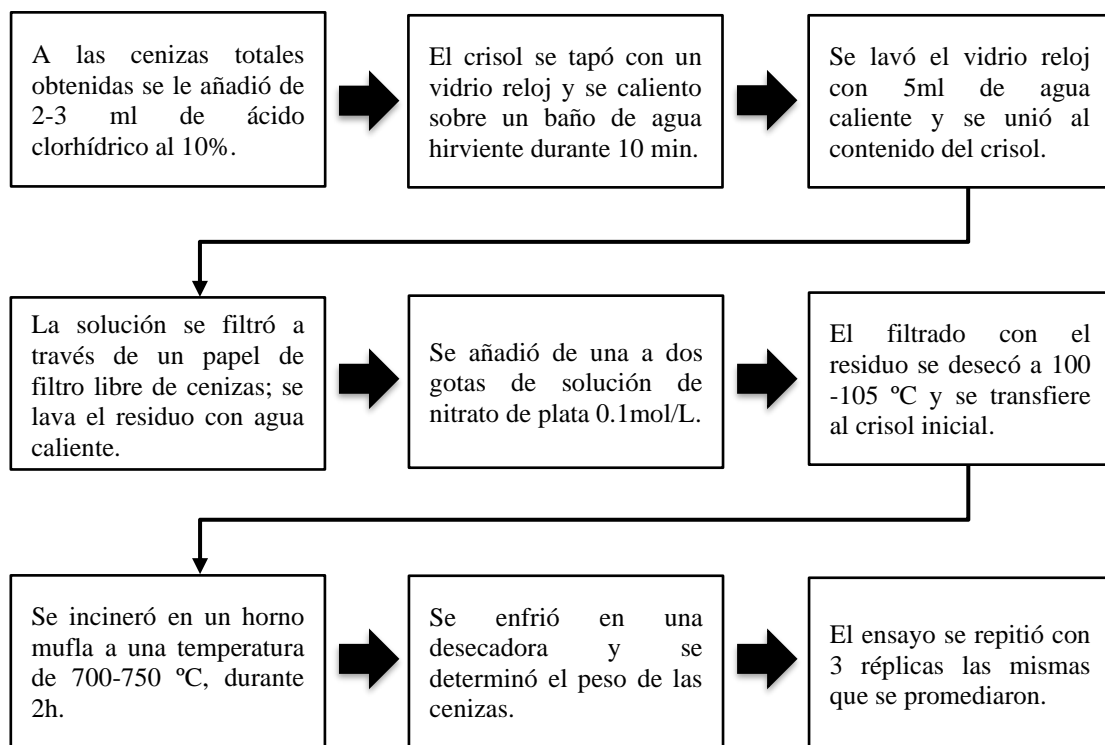 A las cenizas totales
obtenidas se le añadió de
2-3 ml de ácido
clorhídrico al 10%.
El crisol se tapó con un
vidrio reloj y se caliento
sobre un baño de agua
hirviente durante 10 min.
Se lavó el vidrio reloj
con 5ml de agua
caliente y se unió al
contenido del crisol.
La solución se filtró a
través de un papel de
filtro libre de cenizas; se
lava el residuo con agua
caliente.
Se añadió de una a dos
gotas de solución de
nitrato de plata 0.1mol/L.
El filtrado con el
residuo se desecó a 100
-105 ºC y se transfiere
al crisol inicial.
Se incineró en un horno
mufla a una temperatura
de 700-750 ºC, durante
2h.
Se enfrió en una
desecadora y se
determinó el peso de las
cenizas.
El ensayo se repitió con
3 réplicas las mismas
que se promediaron.